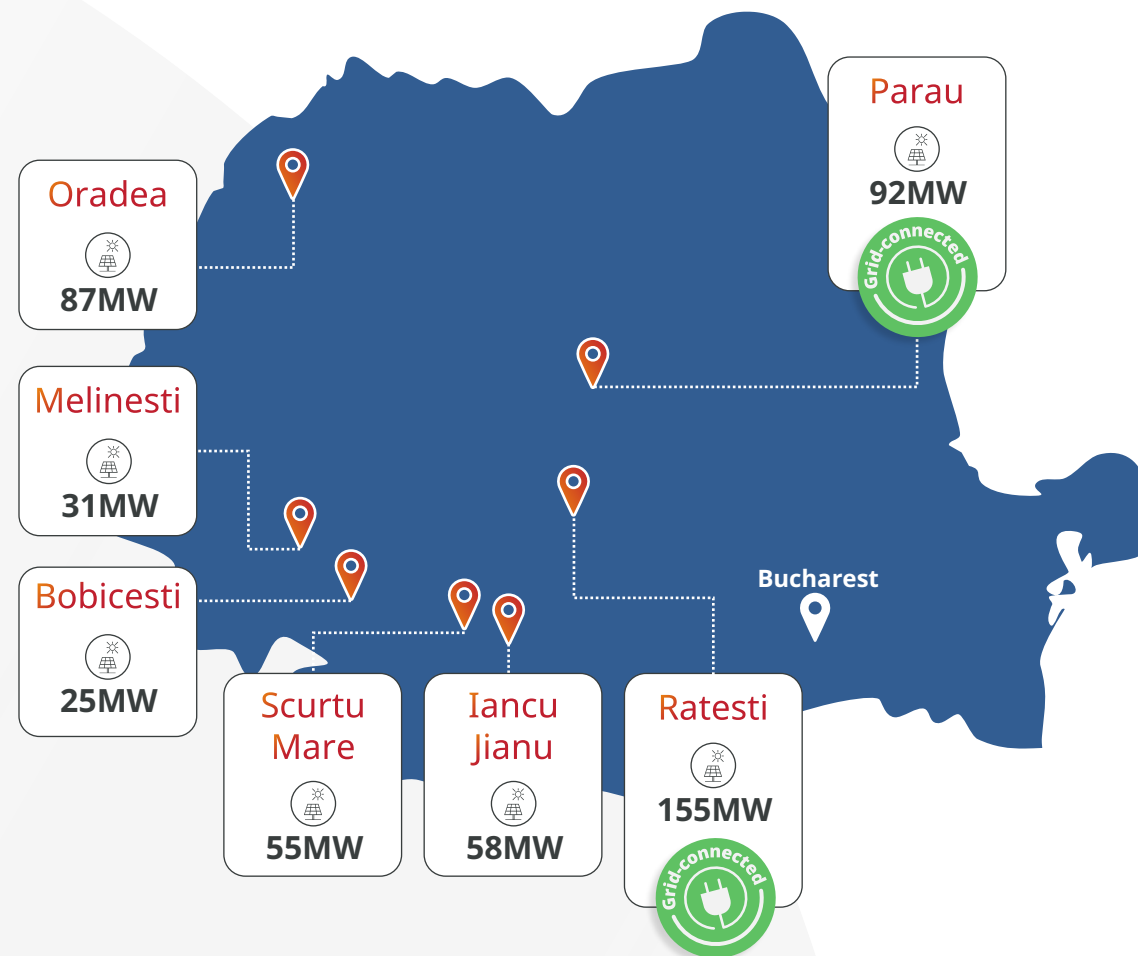 Parau
92MW
Grid-connected
Oradea
87MW
Melinesti
31MW
Bobicesti
25MW
Bucharest
Scurtu
Mare
55MW
Iancu
Jianu
58MW
Ratesti
155MW
Grid-connected